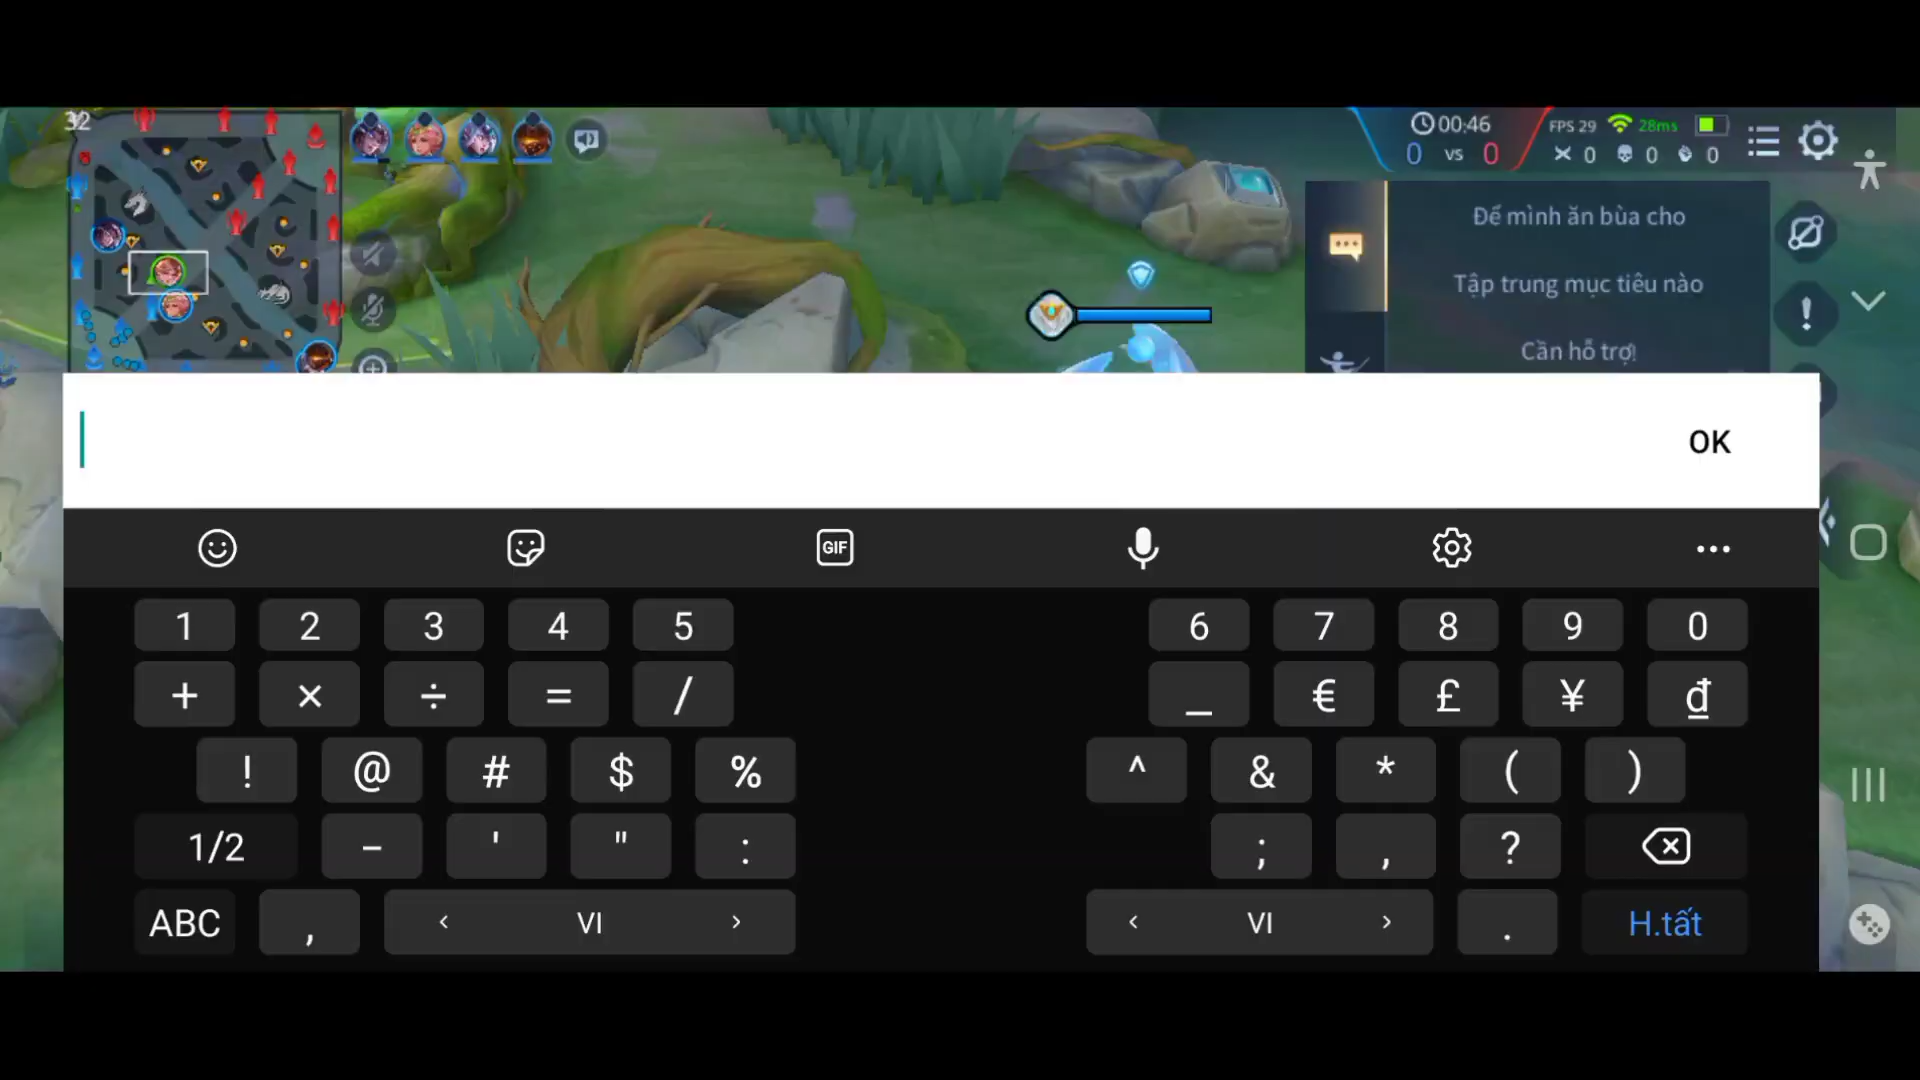 32
00:46
0 vs 0
FPS 29 28ms
0 0 0
Để mình ăn bùa cho
Tập trung mục tiêu nào
Cần hỗ trợ!
OK
GIF
1 2 3 4 5 6 7 8 9 0
+ × ÷ = / _ € £ ¥ ₫
! @ # $ % ^ & * ( )
1/2 - ' " : ; , ?
ABC , < VI > < VI > . H.tất